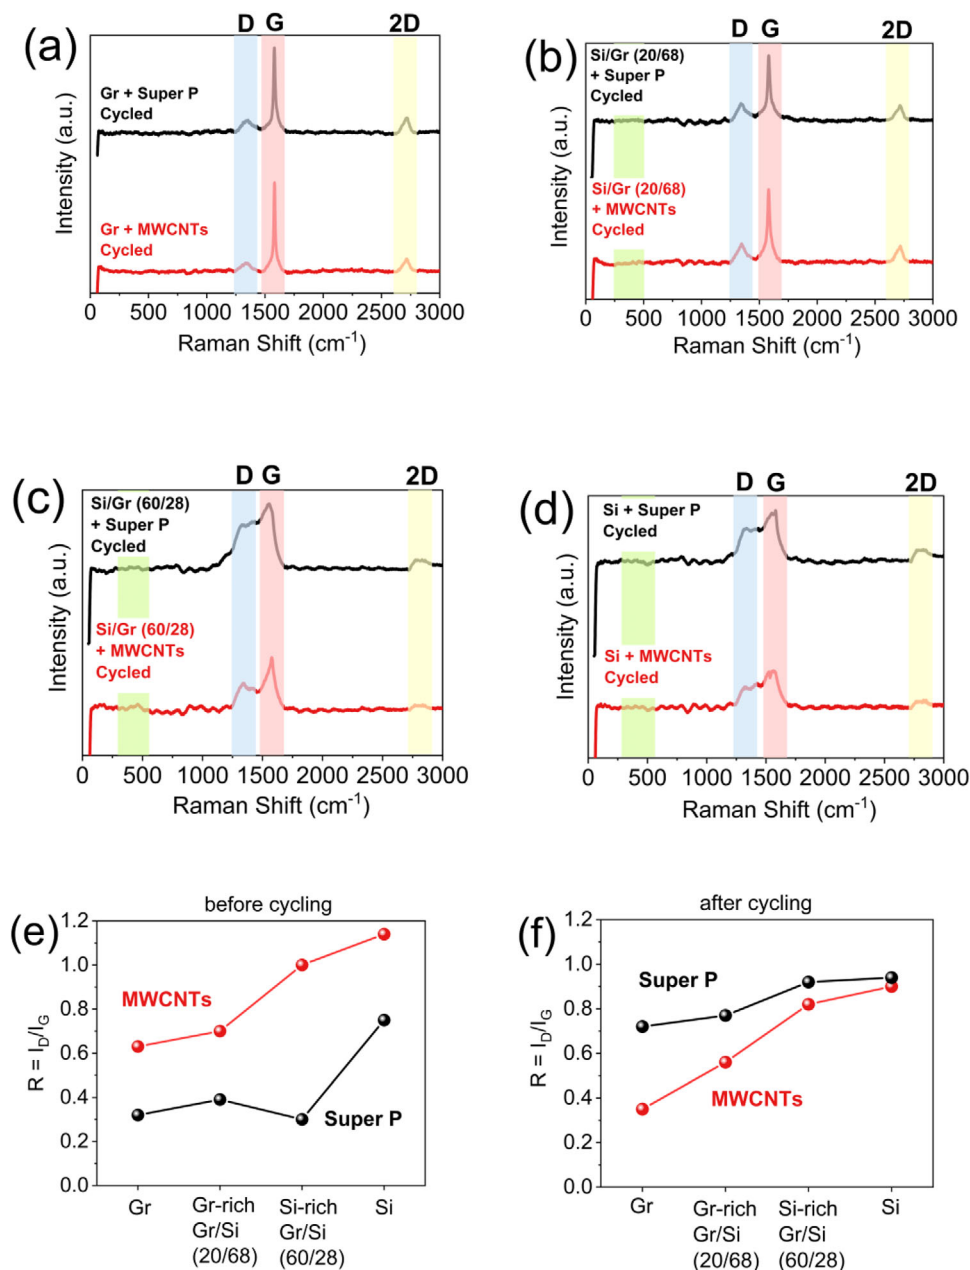 (a)
D G 2D
Gr + Super P
Cycled
Gr + MWCNTs
Cycled
Intensity (a.u.)
0 500 1000 1500 2000 2500 3000
Raman Shift (cm⁻¹)
(b)
D G 2D
Si/Gr (20/68)
+ Super P
Cycled
Si/Gr (20/68)
+ MWCNTs
Cycled
Intensity (a.u.)
0 500 1000 1500 2000 2500 3000
Raman Shift (cm⁻¹)
(c)
D G 2D
Si/Gr (60/28)
+ Super P
Cycled
Si/Gr (60/28)
+ MWCNTs
Cycled
Intensity (a.u.)
0 500 1000 1500 2000 2500 3000
Raman Shift (cm⁻¹)
(d)
D G 2D
Si + Super P
Cycled
Si + MWCNTs
Cycled
Intensity (a.u.)
0 500 1000 1500 2000 2500 3000
Raman Shift (cm⁻¹)
(e)
before cycling
1.2
1.0
0.8
0.6
0.4
0.2
0.0
R = I_D/I_G
MWCNTs
Super P
Gr
Gr-rich
Gr/Si
(20/68)
Si-rich
Gr/Si
(60/28)
Si
(f)
after cycling
1.2
1.0
0.8
0.6
0.4
0.2
0.0
R = I_D/I_G
Super P
MWCNTs
Gr
Gr-rich
Gr/Si
(20/68)
Si-rich
Gr/Si
(60/28)
Si